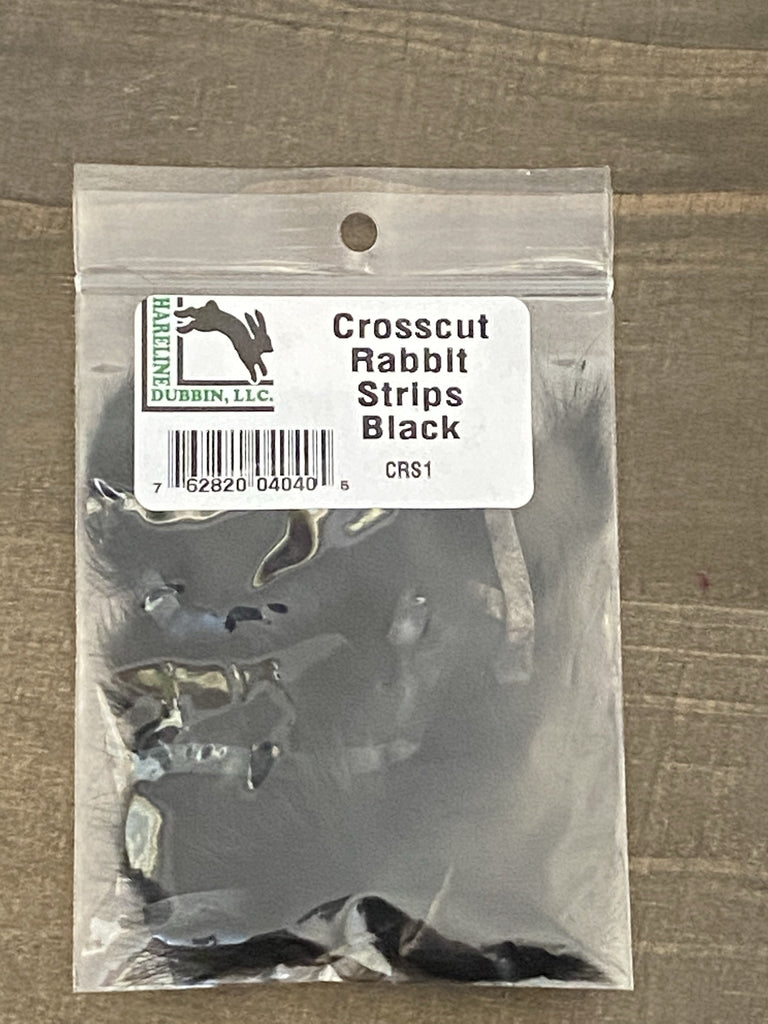 HARELINE
DUBBIN, LLC.
Crosscut
Rabbit
Strips
Black
CRS1
7 62820 04040 5